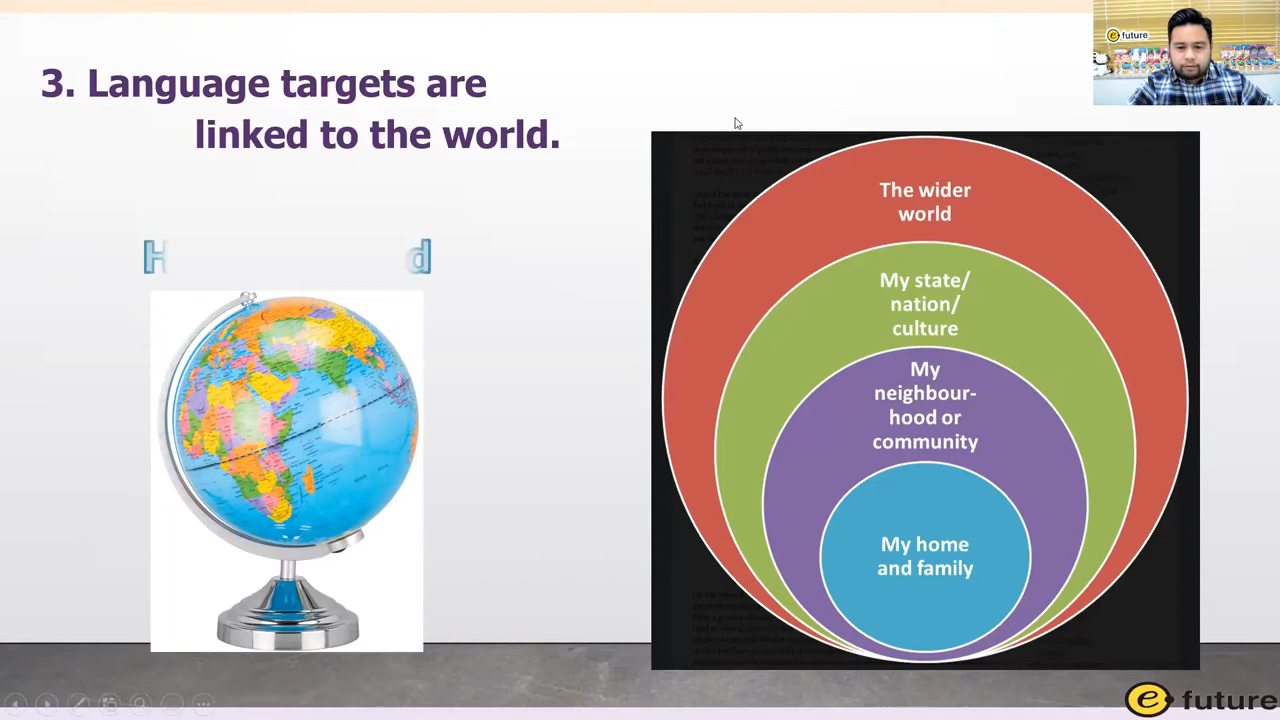 3. Language targets are
linked to the world.
H d
The wider
world
My state/
nation/
culture
My
neighbour-
hood or
community
My home
and family
e future
e future